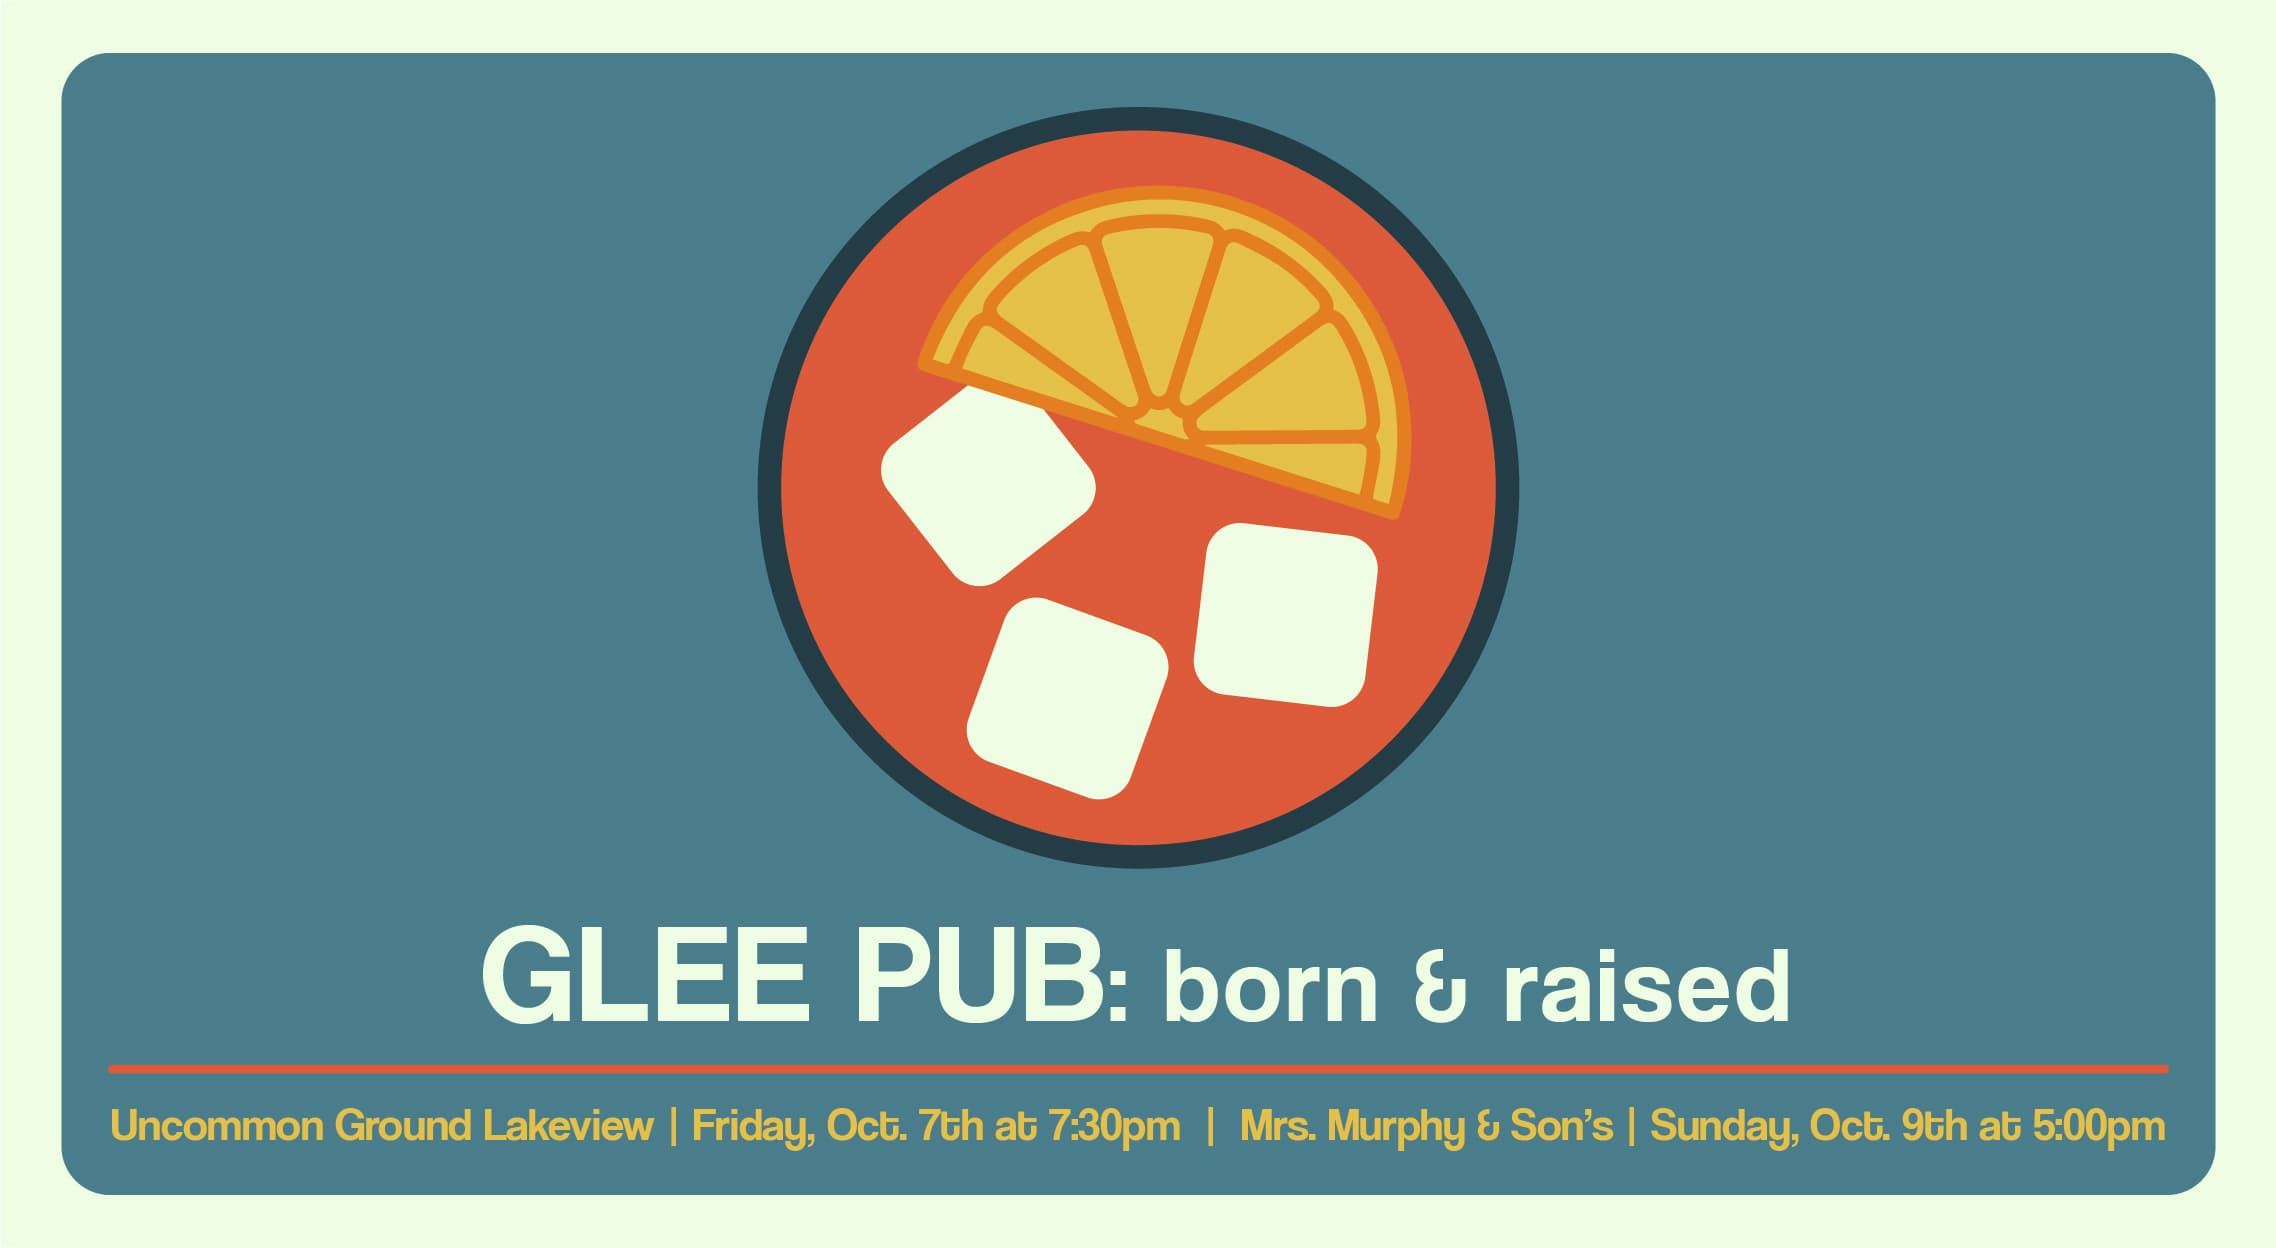 GLEE PUB: born & raised
Uncommon Ground Lakeview | Friday, Oct. 7th at 7:30pm | Mrs. Murphy & Son’s | Sunday, Oct. 9th at 5:00pm